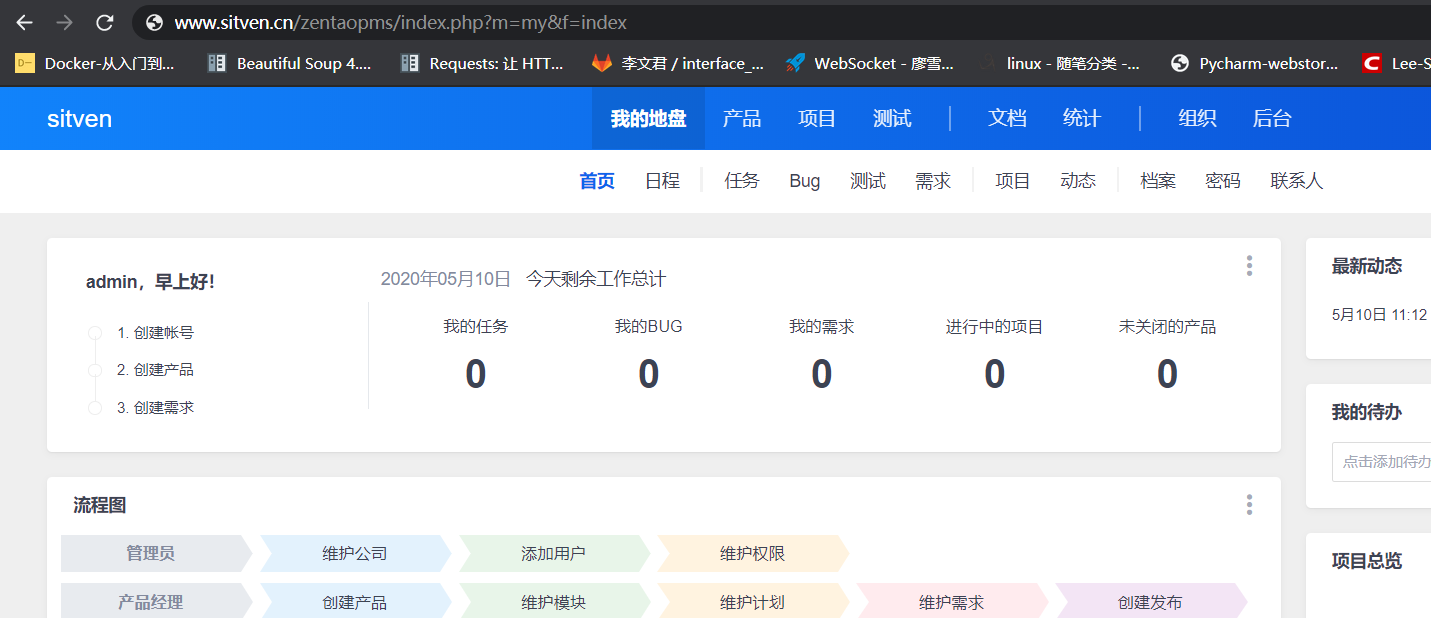 www.sitven.cn/zentaopms/index.php?m=my&f=index
Docker-从入门到... Beautiful Soup 4.... Requests: 让 HTT... 李文君 / interface_... WebSocket - 廖雪... linux - 随笔分类 -... Pycharm-webstor... Lee-S
sitven 我的地盘 产品 项目 测试 文档 统计 组织 后台
首页 日程 任务 Bug 测试 需求 项目 动态 档案 密码 联系人
admin，早上好!
1. 创建帐号
2. 创建产品
3. 创建需求
2020年05月10日 今天剩余工作总计
我的任务 我的BUG 我的需求 进行中的项目 未关闭的产品
0 0 0 0 0
最新动态
5月10日 11:12
我的待办
点击添加待办
项目总览
流程图
管理员 维护公司 添加用户 维护权限
产品经理 创建产品 维护模块 维护计划 维护需求 创建发布